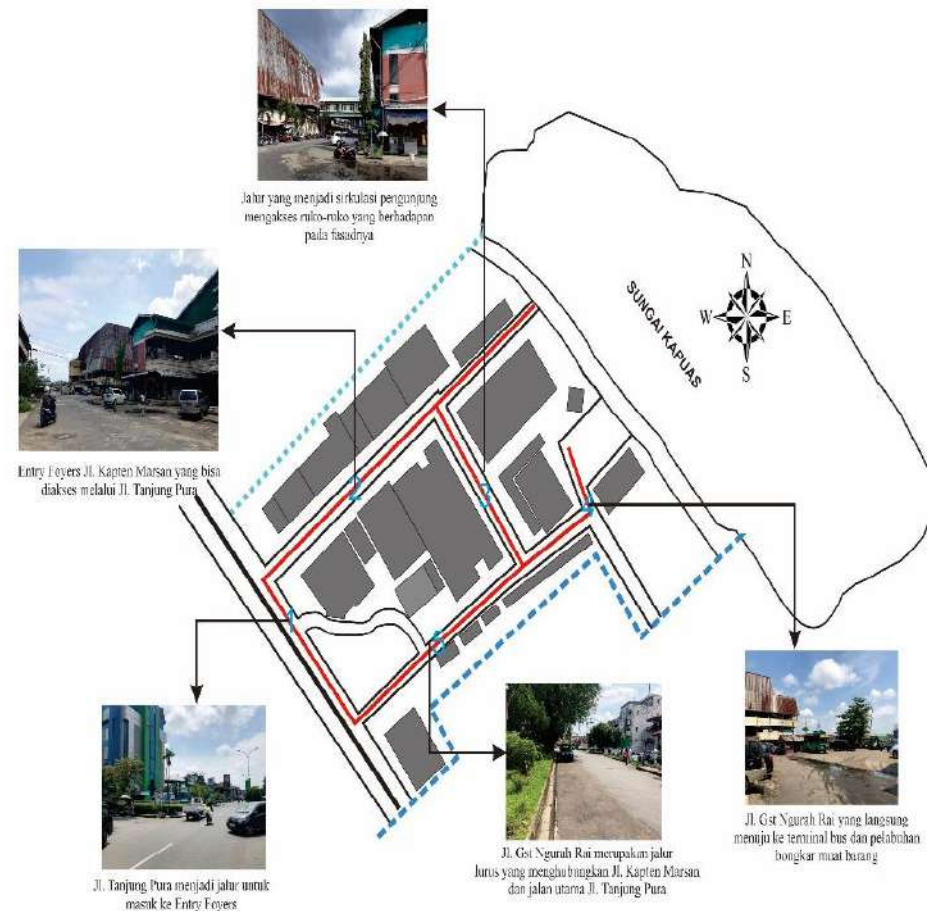 Jalur yang menjadi sirkulasi pengunjung
mengakses ruko-ruko yang berhadapan
pada fasadnya
SUNGAI KAPUAS
N
W
E
S
Entry Foyers Jl. Kapten Marsan yang bisa
diakses melalui Jl. Tanjung Pura
2
3
1
Jl. Tanjung Pura menjadi jalur untuk
masuk ke Entry Foyers
Jl. Gst Ngurah Rai merupakan jalur
lurus yang menghubungkan Jl. Kapten Marsan
dan jalan utama Jl. Tanjung Pura
Jl. Gst Ngurah Rai yang langsung
menuju ke terminal bus dan pelabuhan
bongkar muat barang